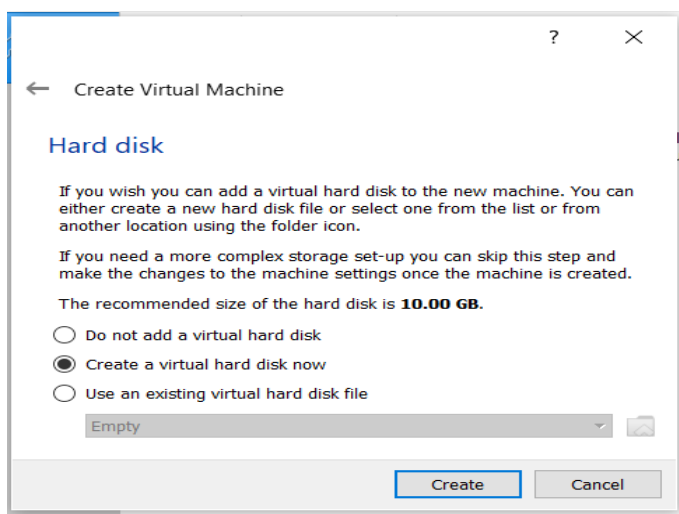 ?
Create Virtual Machine
Hard disk
If you wish you can add a virtual hard disk to the new machine. You can
either create a new hard disk file or select one from the list or from
another location using the folder icon.
If you need a more complex storage set-up you can skip this step and
make the changes to the machine settings once the machine is created.
The recommended size of the hard disk is 10.00 GB.
Do not add a virtual hard disk
Create a virtual hard disk now
Use an existing virtual hard disk file
Empty
Create Cancel